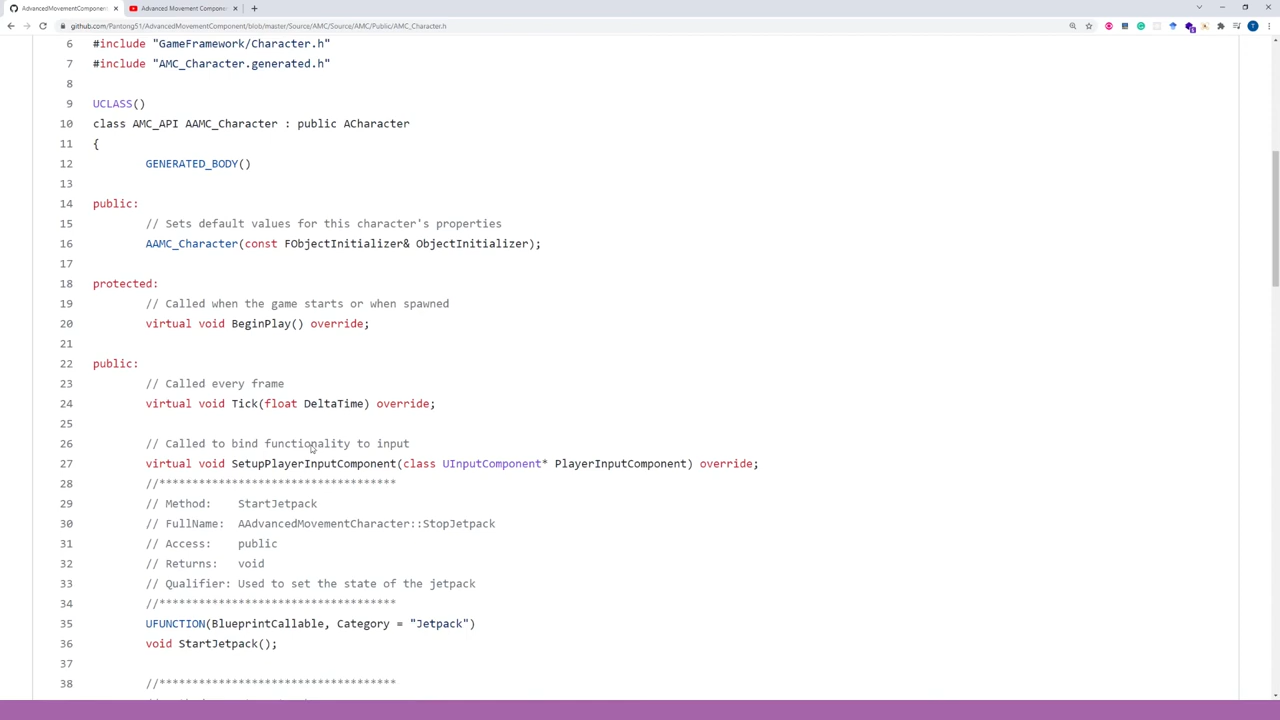 AdvancedMovementComponent
Advanced Movement Component
github.com/Pantong51/AdvancedMovementComponent/blob/master/Source/AMC/Source/AMC/Public/AMC_Character.h
6 #include "GameFramework/Character.h"
7 #include "AMC_Character.generated.h"
8
9 UCLASS()
10 class AMC_API AAMC_Character : public ACharacter
11 {
12 GENERATED_BODY()
13
14 public:
15 // Sets default values for this character's properties
16 AAMC_Character(const FObjectInitializer& ObjectInitializer);
17
18 protected:
19 // Called when the game starts or when spawned
20 virtual void BeginPlay() override;
21
22 public:
23 // Called every frame
24 virtual void Tick(float DeltaTime) override;
25
26 // Called to bind functionality to input
27 virtual void SetupPlayerInputComponent(class UInputComponent* PlayerInputComponent) override;
28 //************************************
29 // Method: StartJetpack
30 // FullName: AAdvancedMovementCharacter::StopJetpack
31 // Access: public
32 // Returns: void
33 // Qualifier: Used to set the state of the jetpack
34 //************************************
35 UFUNCTION(BlueprintCallable, Category = "Jetpack")
36 void StartJetpack();
37
38 //************************************